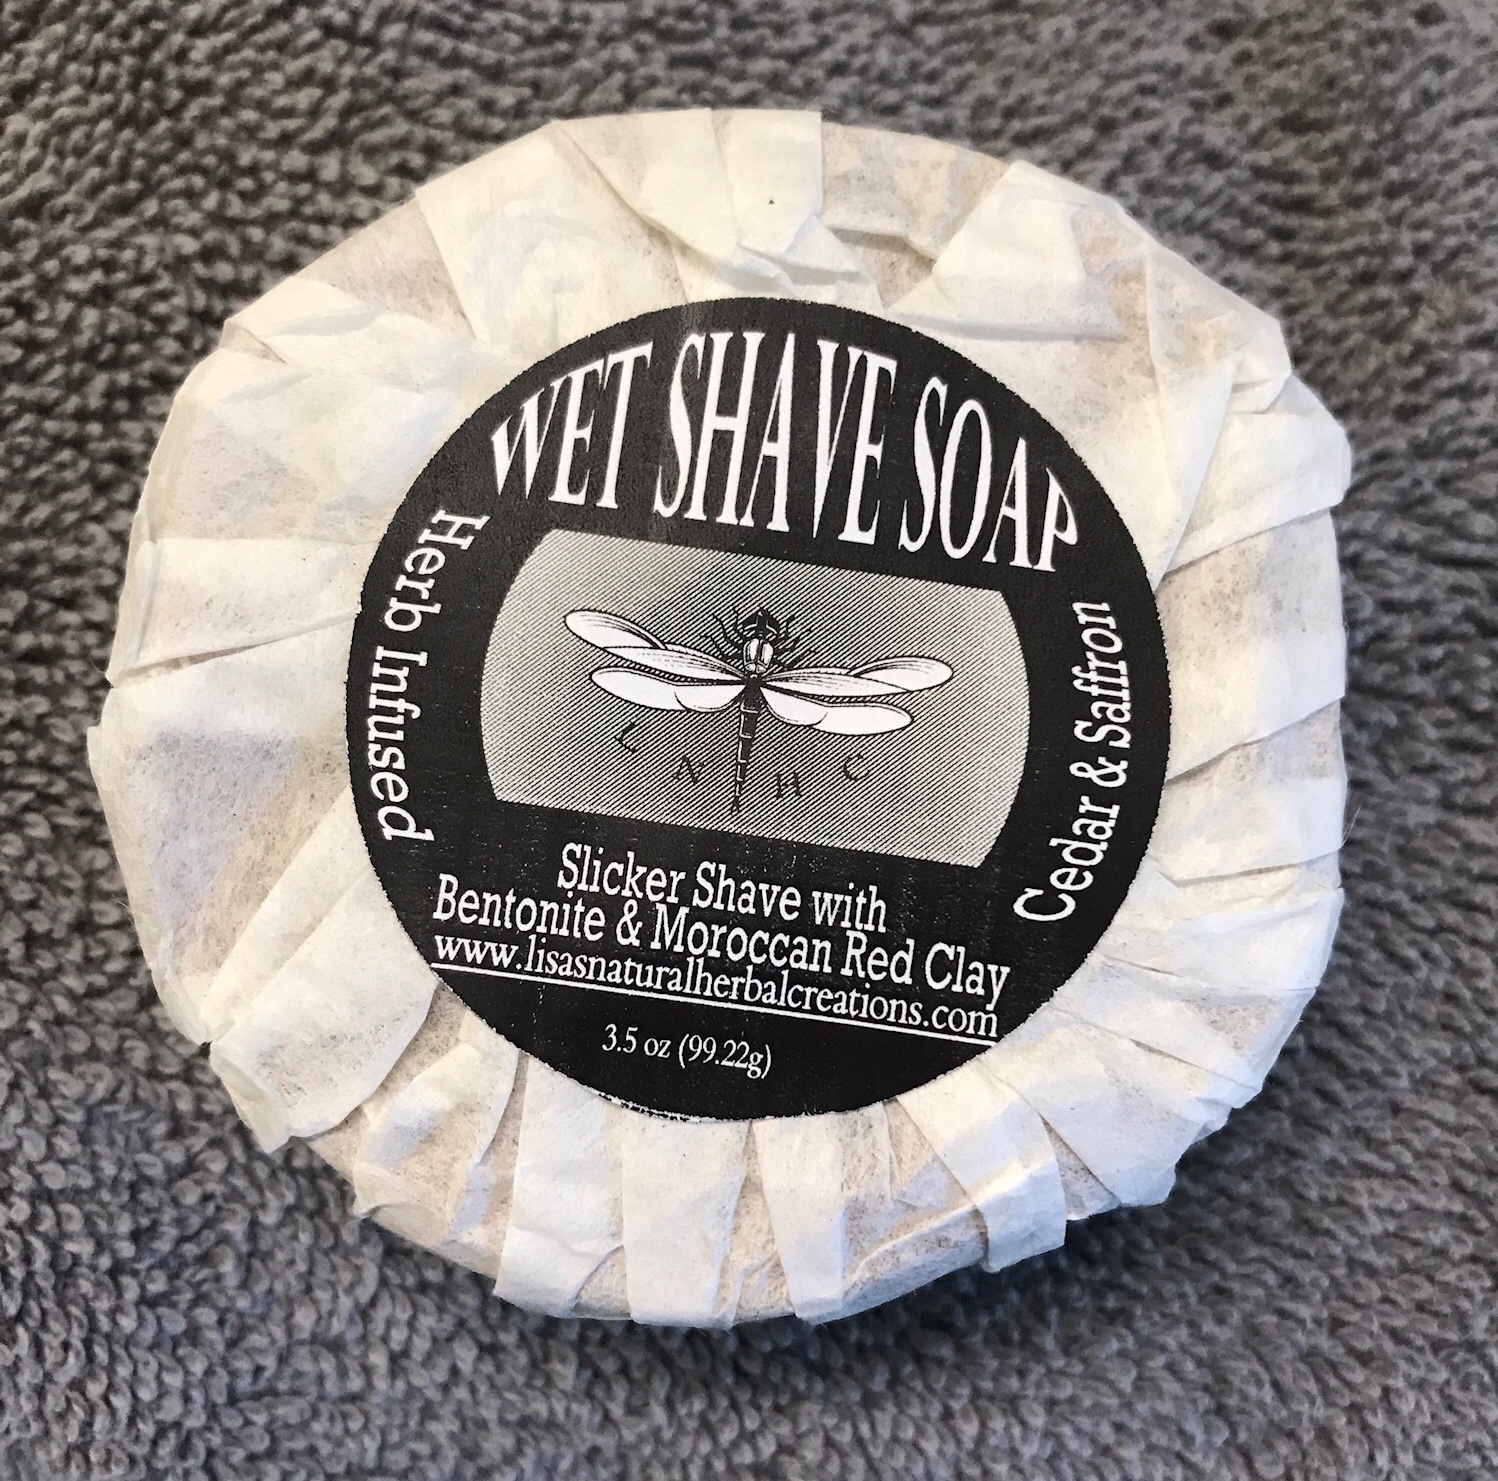 WET SHAVE SOAP
Herb Infused
L N H C
Cedar & Saffron
Slicker Shave with
Bentonite & Moroccan Red Clay
www.lisasnaturalherbalcreations.com
3.5 oz (99.22g)